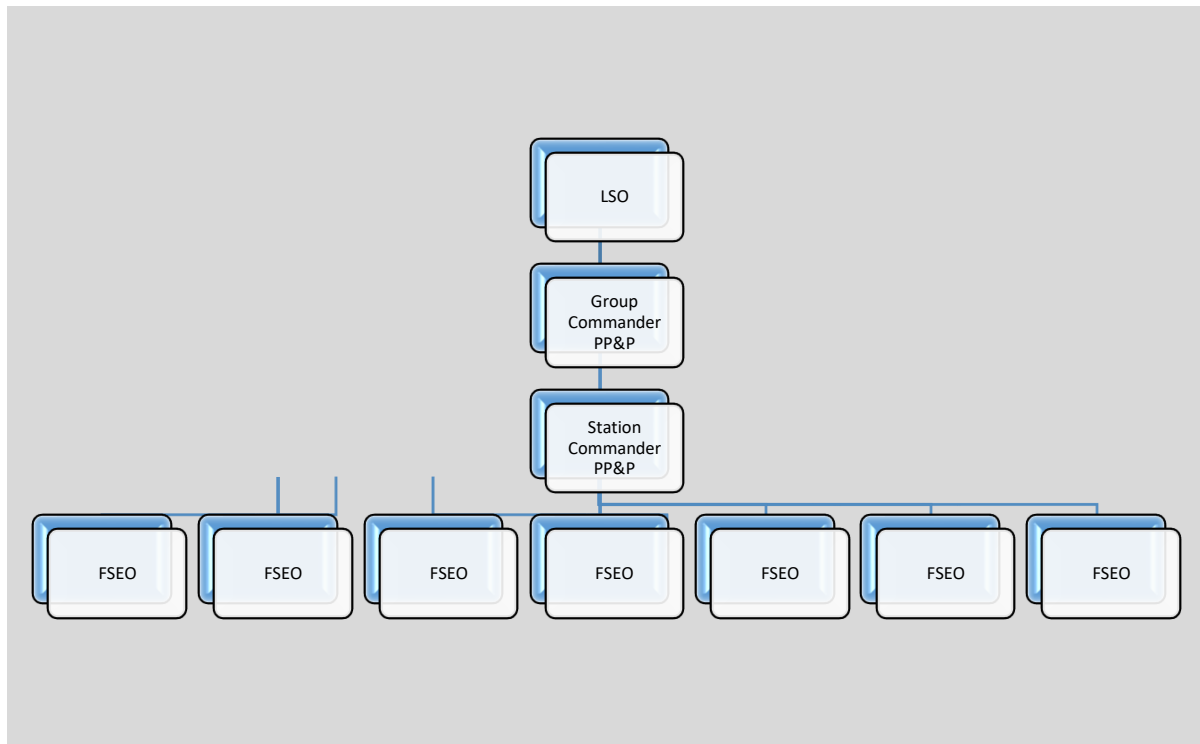 LSO
Group
Commander
PP&P
Station
Commander
PP&P
FSEO
FSEO
FSEO
FSEO
FSEO
FSEO
FSEO